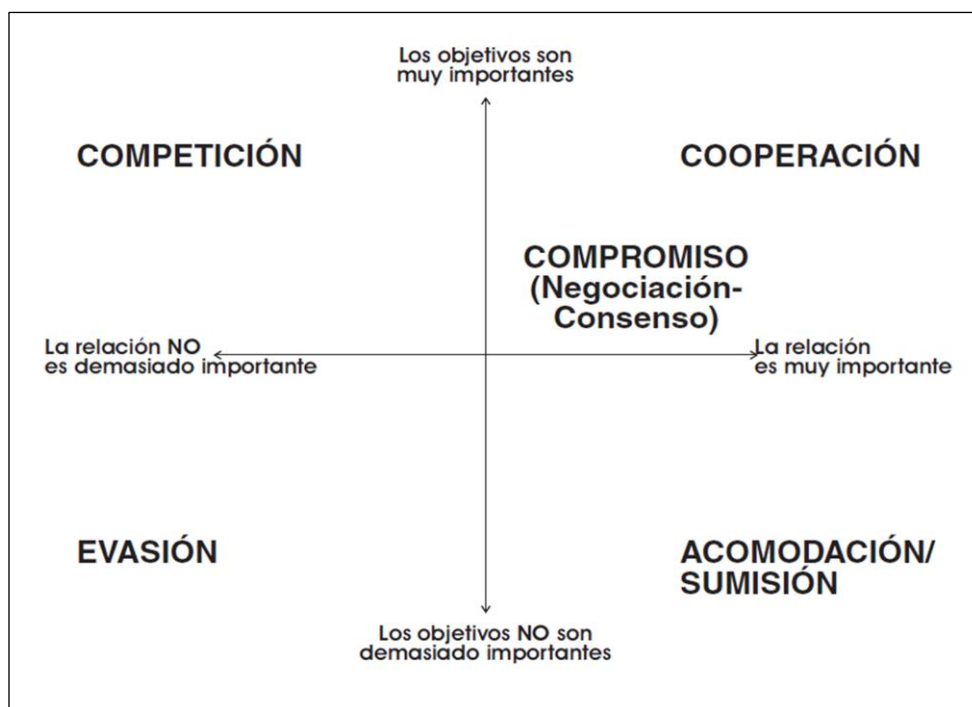 Los objetivos son
muy importantes
COMPETICIÓN
COOPERACIÓN
COMPROMISO
(Negociación-
Consenso)
La relación NO
es demasiado importante
La relación
es muy importante
EVASIÓN
ACOMODACIÓN/
SUMISIÓN
Los objetivos NO son
demasiado importantes